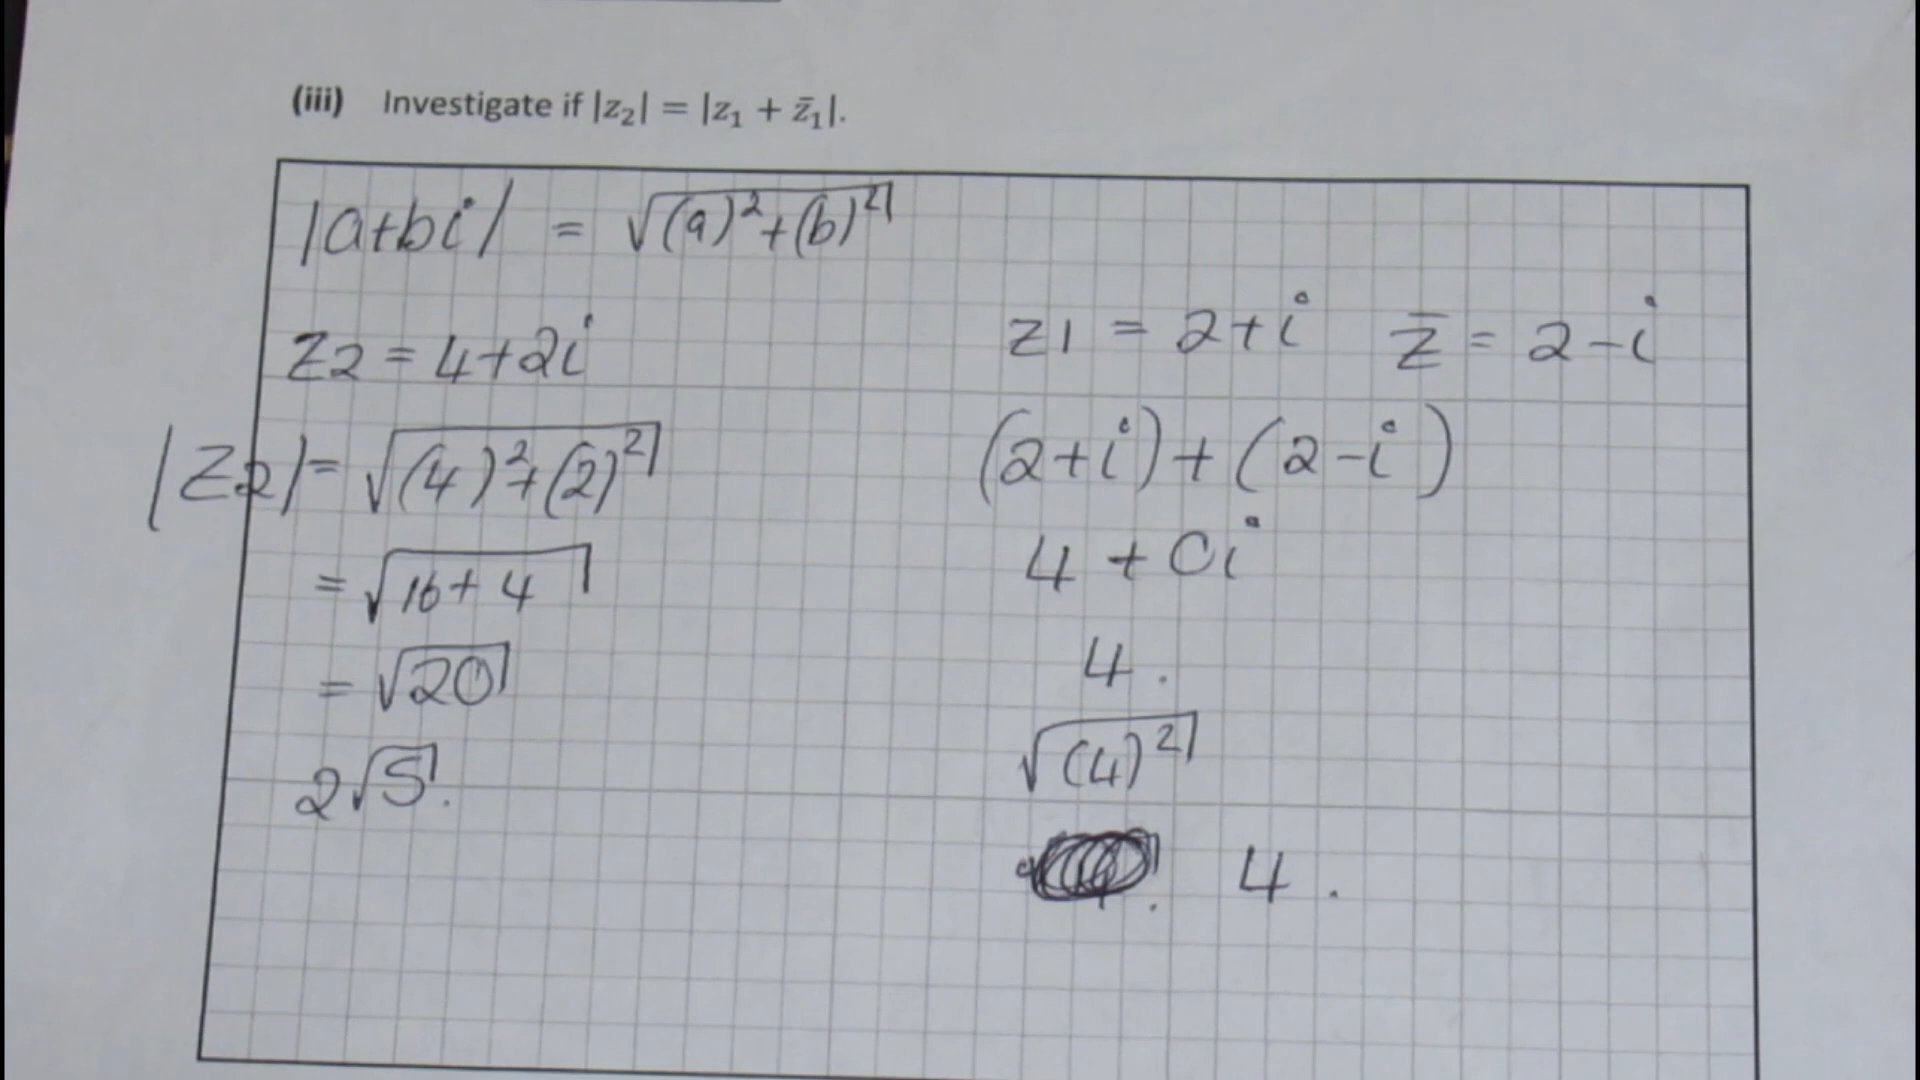 (iii) Investigate if |z₂| = |z₁ + z̄₁|.
|a+bi| = √(a)²+(b)²
z2 = 4+2i
|z2| = √(4)²+(2)²
= √16+4
= √20
2√5.
z1 = 2+i z̄ = 2-i
(2+i)+(2-i)
4+0i
4.
√(4)²
4.